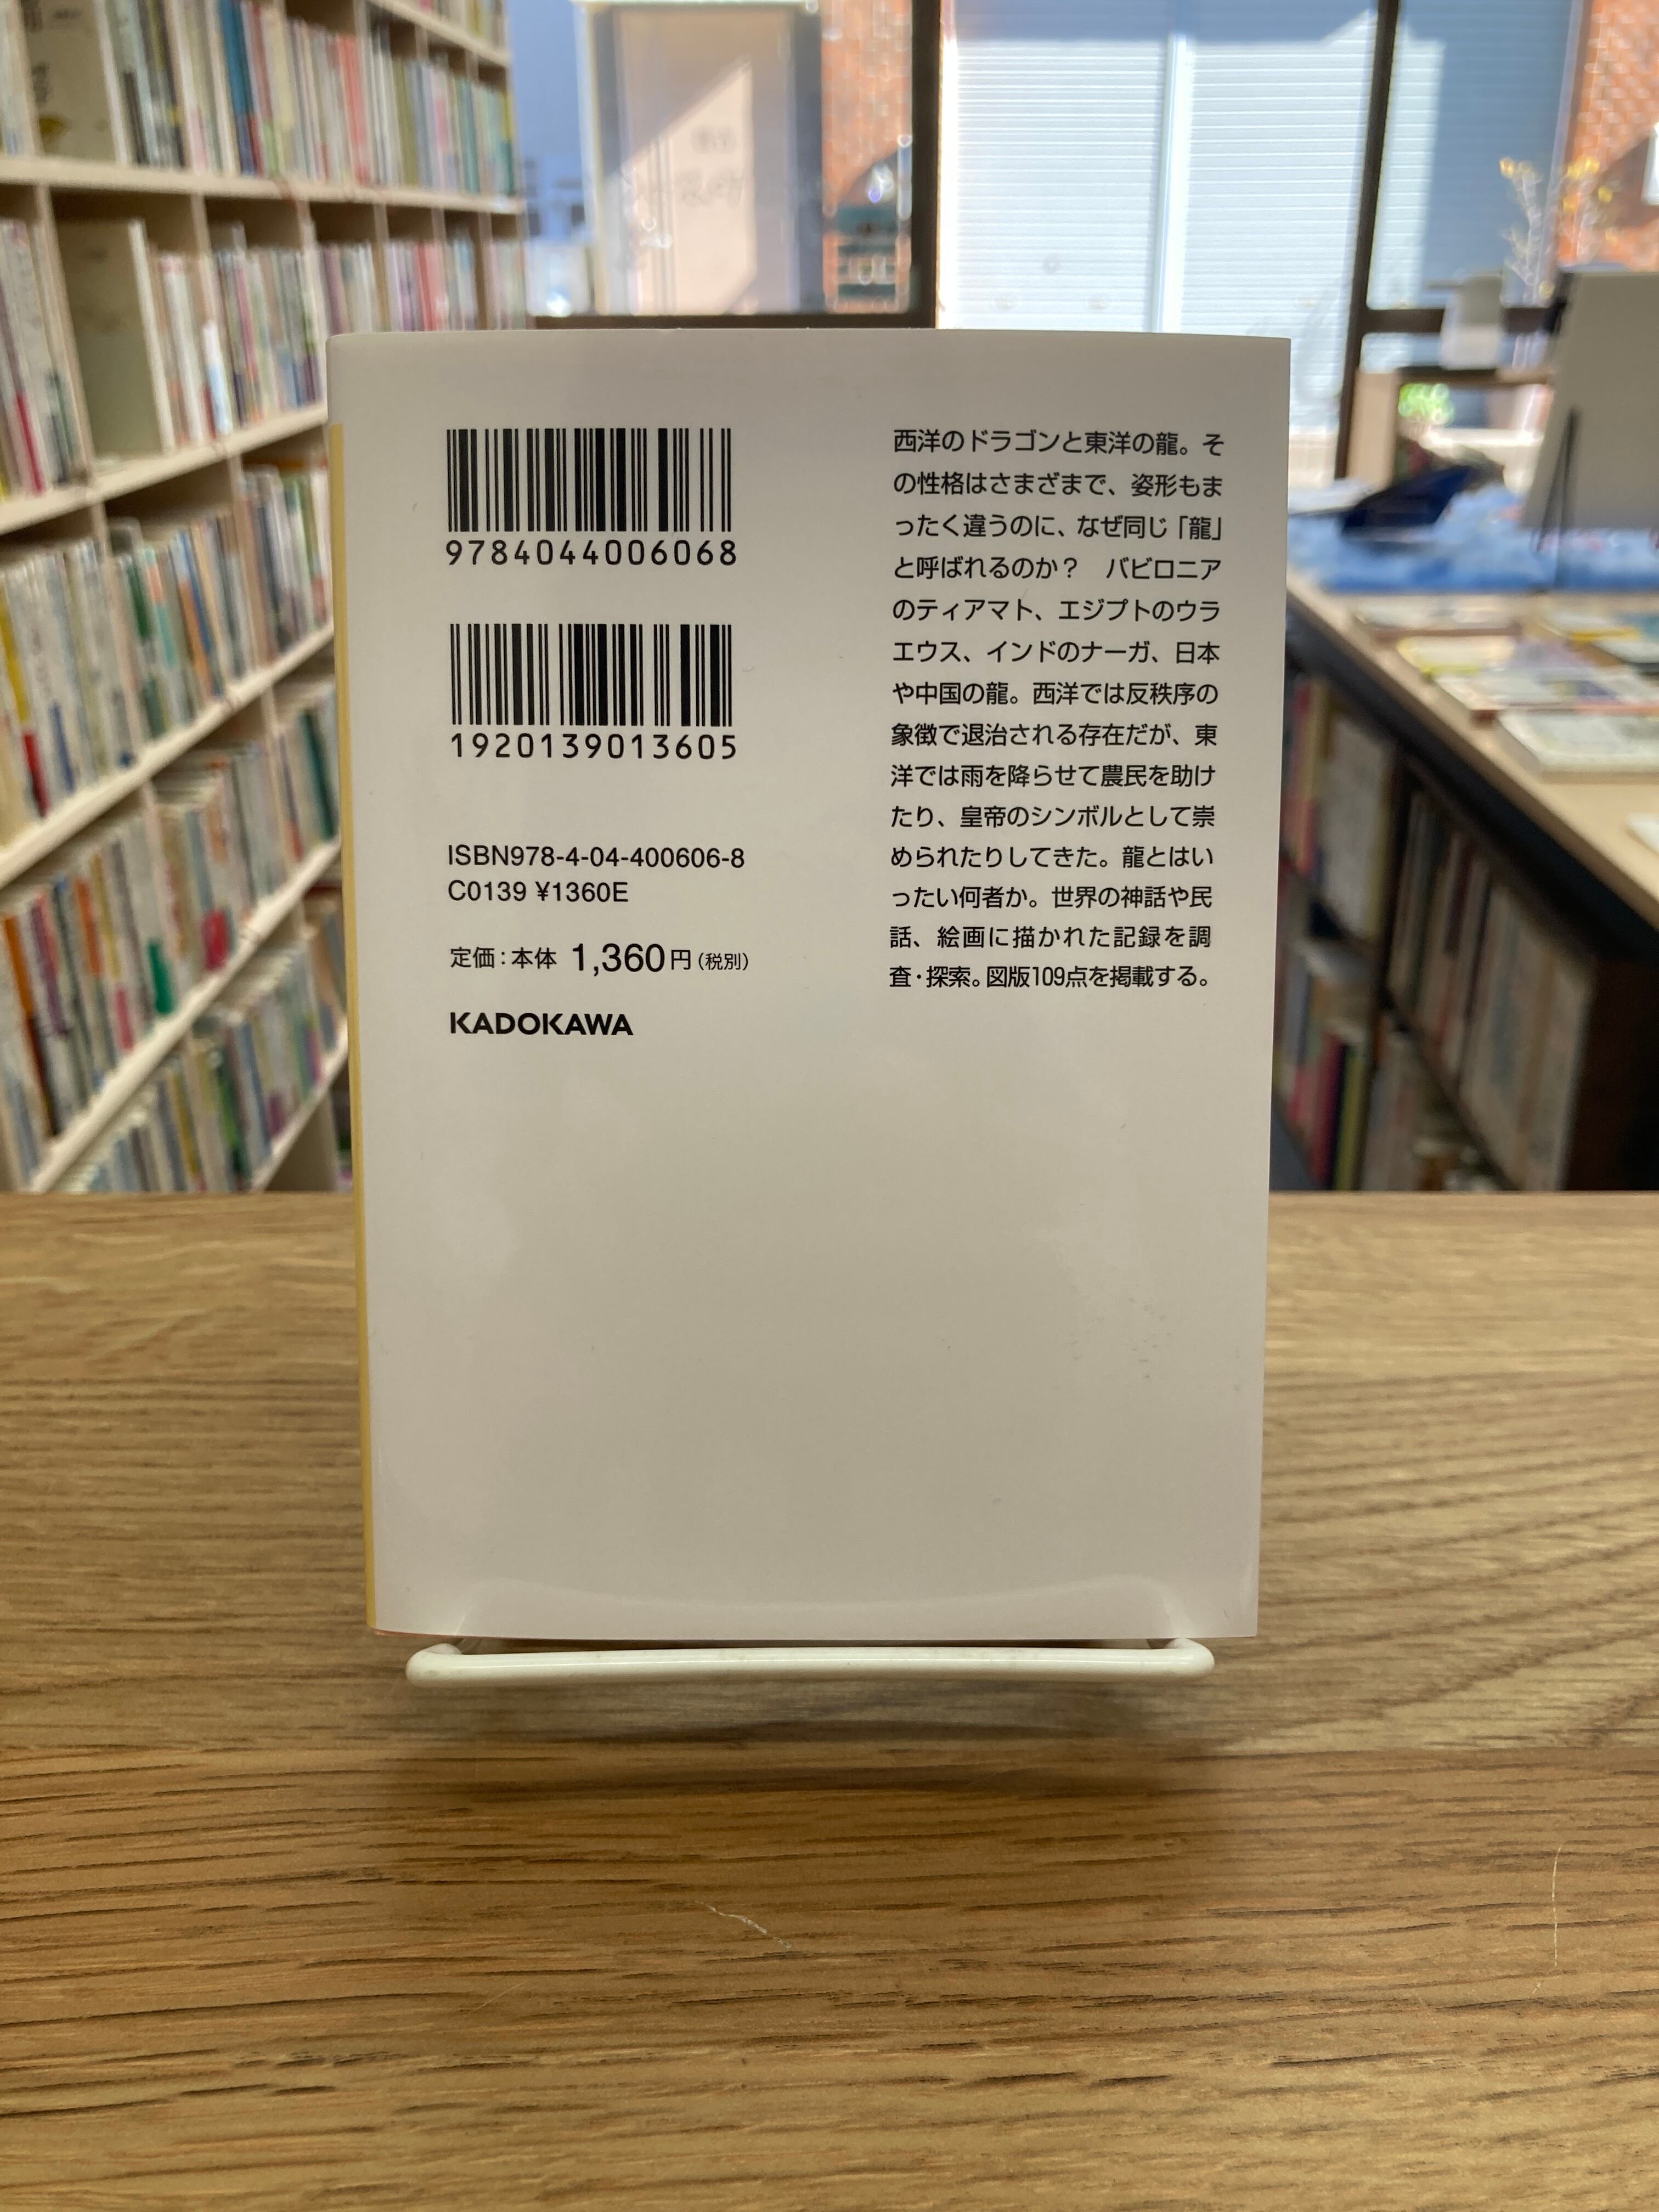 9784044006068
1920139013605
ISBN978-4-04-400606-8
C0139 ¥1360E
定価：本体 1,360円（税別）
KADOKAWA
西洋のドラゴンと東洋の龍。そ
の性格はさまざまで、姿形もま
ったく違うのに、なぜ同じ「龍」
と呼ばれるのか？　バビロニア
のティアマト、エジプトのウラ
エウス、インドのナーガ、日本
や中国の龍。西洋では反秩序の
象徴で退治される存在だが、東
洋では雨を降らせて農民を助け
たり、皇帝のシンボルとして崇
められたりしてきた。龍とはい
ったい何者か。世界の神話や民
話、絵画に描かれた記録を調
査・探索。図版109点を掲載する。